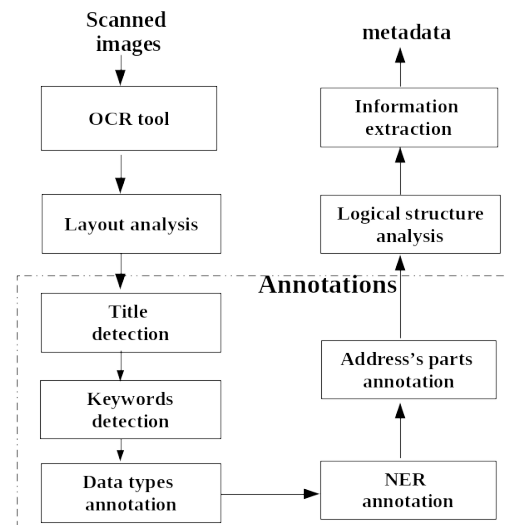 Scanned
images
OCR tool
Layout analysis
Annotations
Title
detection
Keywords
detection
Data types
annotation
NER
annotation
Address's parts
annotation
Logical structure
analysis
Information
extraction
metadata